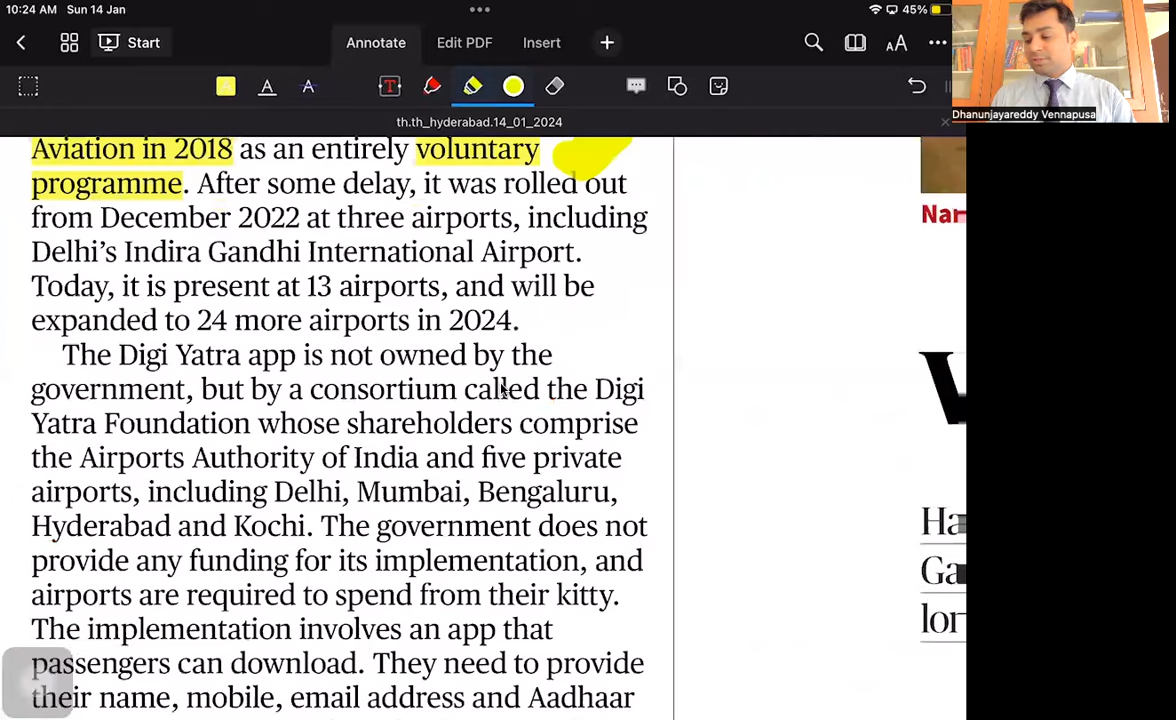 10:24 AM Sun 14 Jan
45%
Start
Annotate
Edit PDF
Insert
Dhanunjayareddy Vennapusa
th.th_hyderabad.14_01_2024
Aviation in 2018 as an entirely voluntary
programme. After some delay, it was rolled out
from December 2022 at three airports, including
Delhi’s Indira Gandhi International Airport.
Today, it is present at 13 airports, and will be
expanded to 24 more airports in 2024.
The Digi Yatra app is not owned by the
government, but by a consortium called the Digi
Yatra Foundation whose shareholders comprise
the Airports Authority of India and five private
airports, including Delhi, Mumbai, Bengaluru,
Hyderabad and Kochi. The government does not
provide any funding for its implementation, and
airports are required to spend from their kitty.
The implementation involves an app that
passengers can download. They need to provide
their name, mobile, email address and Aadhaar
Nar
Ha
Ga
lor